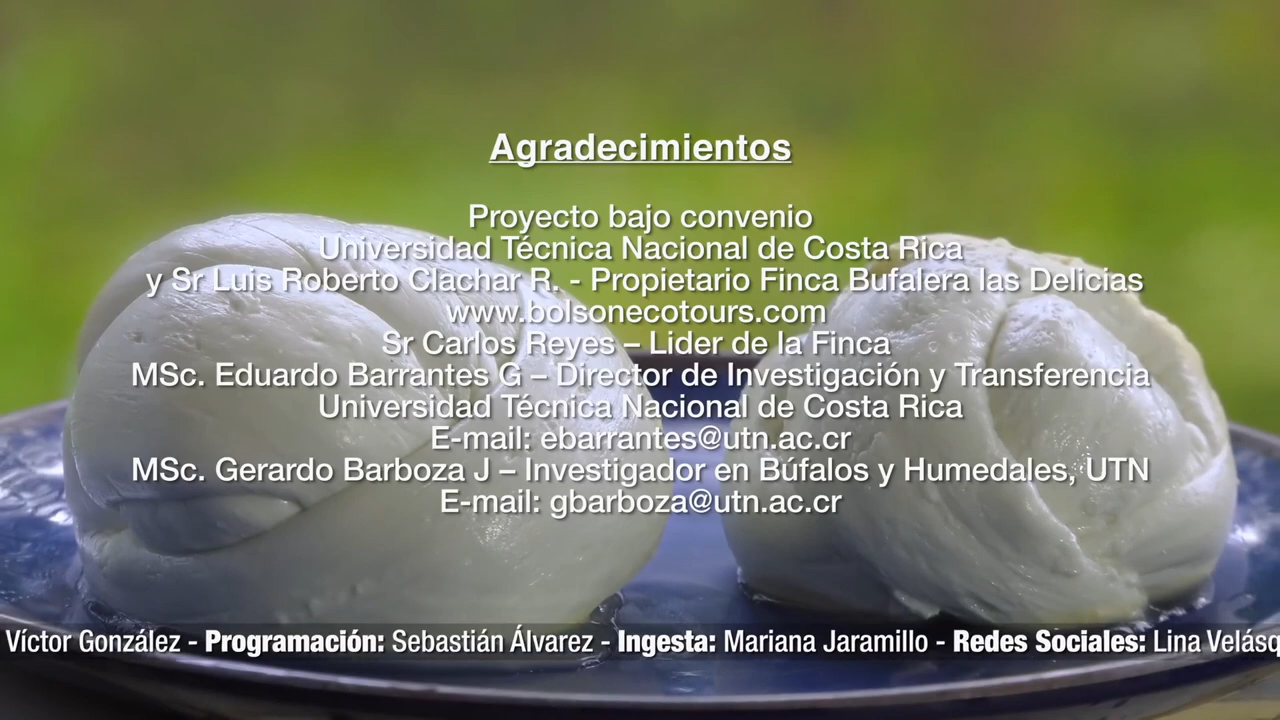 Agradecimientos
Proyecto bajo convenio
Universidad Técnica Nacional de Costa Rica
y Sr Luis Roberto Clachar R. - Propietario Finca Bufalera las Delicias
www.bolsonecotours.com
Sr Carlos Reyes – Lider de la Finca
MSc. Eduardo Barrantes G – Director de Investigación y Transferencia
Universidad Técnica Nacional de Costa Rica
E-mail: ebarrantes@utn.ac.cr
MSc. Gerardo Barboza J – Investigador en Búfalos y Humedales, UTN
E-mail: gbarboza@utn.ac.cr
Víctor González - Programación: Sebastián Álvarez - Ingesta: Mariana Jaramillo - Redes Sociales: Lina